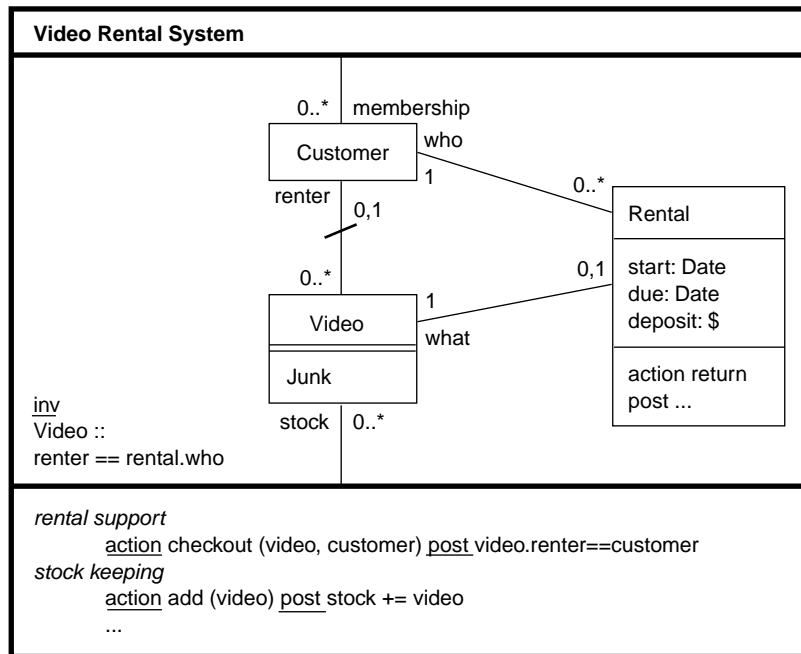 Video Rental System
0..* membership
Customer
who
1
renter
0,1
0..*
Rental
0..*
0,1
start: Date
due: Date
deposit: $
1
Video
what
Junk
action return
post ...
stock 0..*
inv
Video ::
renter == rental.who
rental support
action checkout (video, customer) post video.renter==customer
stock keeping
action add (video) post stock += video
...